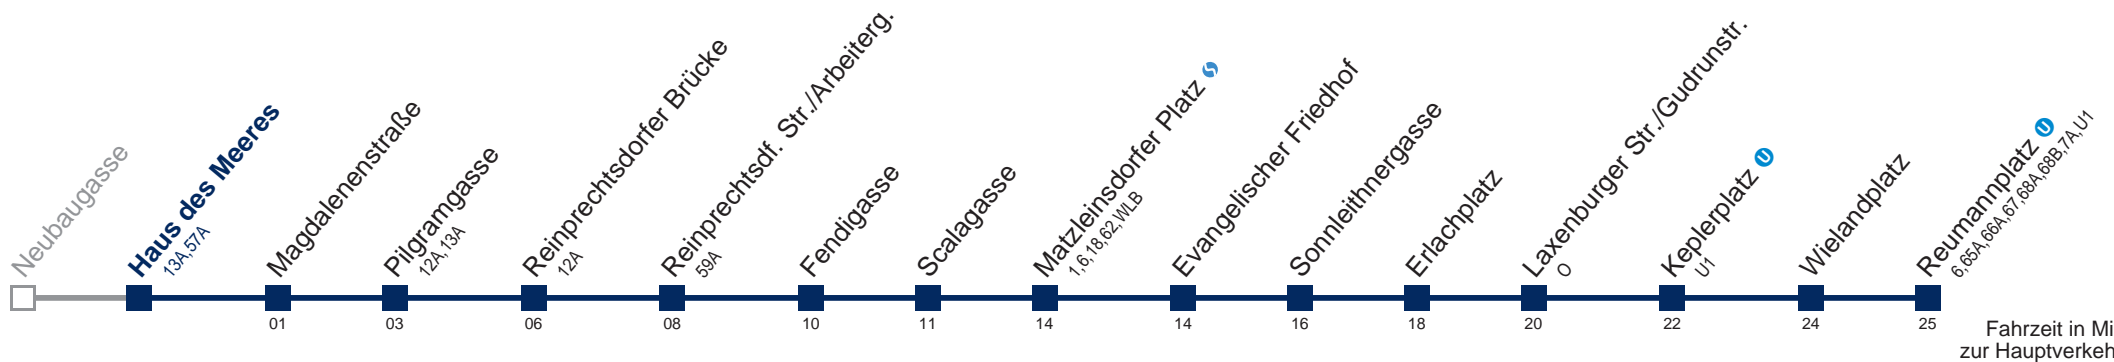 Neubaugasse
Haus des Meeres
13A,57A
Magdalenenstraße
Pilgramgasse
12A,13A
Reinprechtsdorfer Brücke
12A
Reinprechtsdf. Str./Arbeiterg.
59A
Fendigasse
Scalagasse
Matzleinsdorfer Platz S
1,6,18,62,WLB
Evangelischer Friedhof
Sonnleithnergasse
Erlachplatz
Laxenburger Str./Gudrunstr.
O
Keplerplatz U
U1
Wielandplatz
Reumannplatz U
6,65A,66A,67,68A,68B,7A,U1
01 03 06 08 10 11 14 14 16 18 20 22 24 25
Fahrzeit in Mi
zur Hauptverkeh